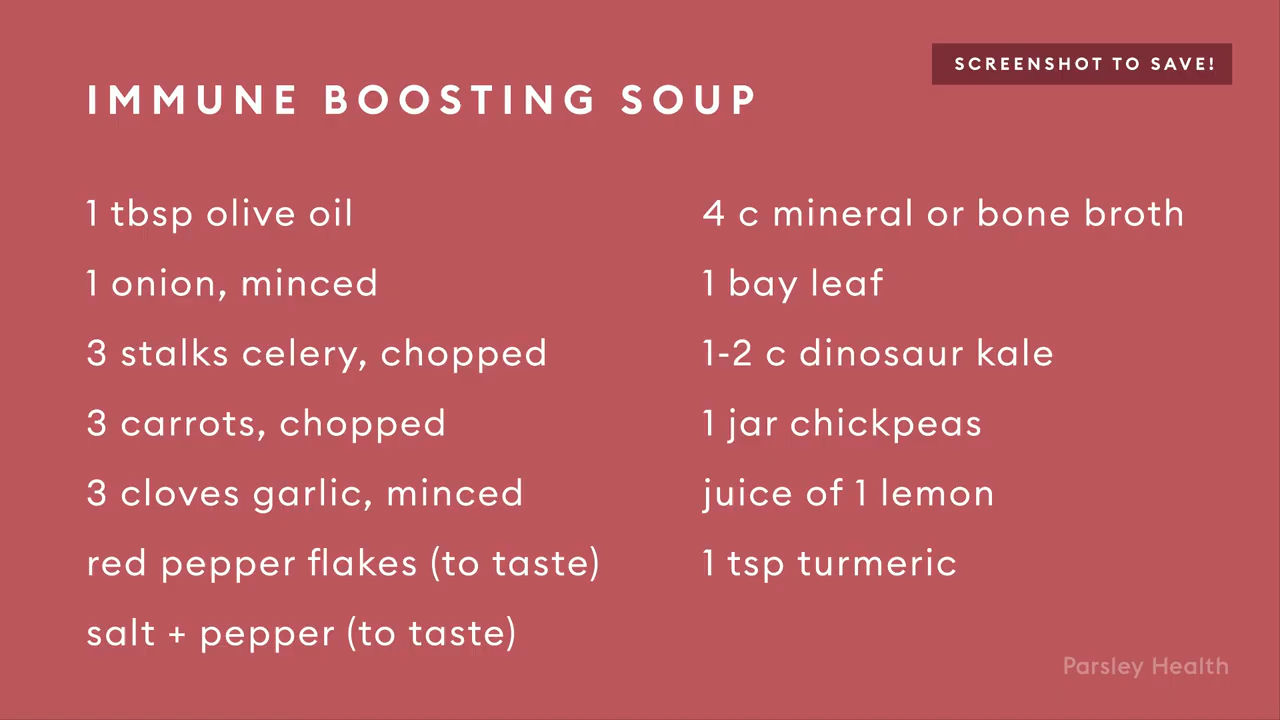 SCREENSHOT TO SAVE!
IMMUNE BOOSTING SOUP
1 tbsp olive oil
1 onion, minced
3 stalks celery, chopped
3 carrots, chopped
3 cloves garlic, minced
red pepper flakes (to taste)
salt + pepper (to taste)
4 c mineral or bone broth
1 bay leaf
1-2 c dinosaur kale
1 jar chickpeas
juice of 1 lemon
1 tsp turmeric
Parsley Health